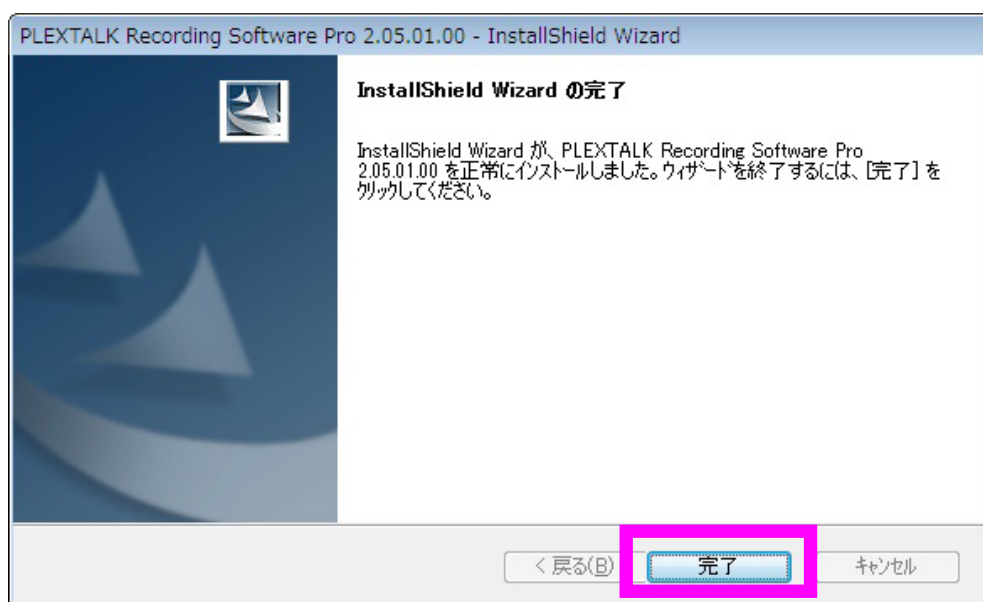 PLEXTALK Recording Software Pro 2.05.01.00 - InstallShield Wizard
InstallShield Wizard の完了
InstallShield Wizard が、PLEXTALK Recording Software Pro
2.05.01.00 を正常にインストールしました。ウィザードを終了するには、[完了] を
クリックしてください。
< 戻る(B)
完了
キャンセル